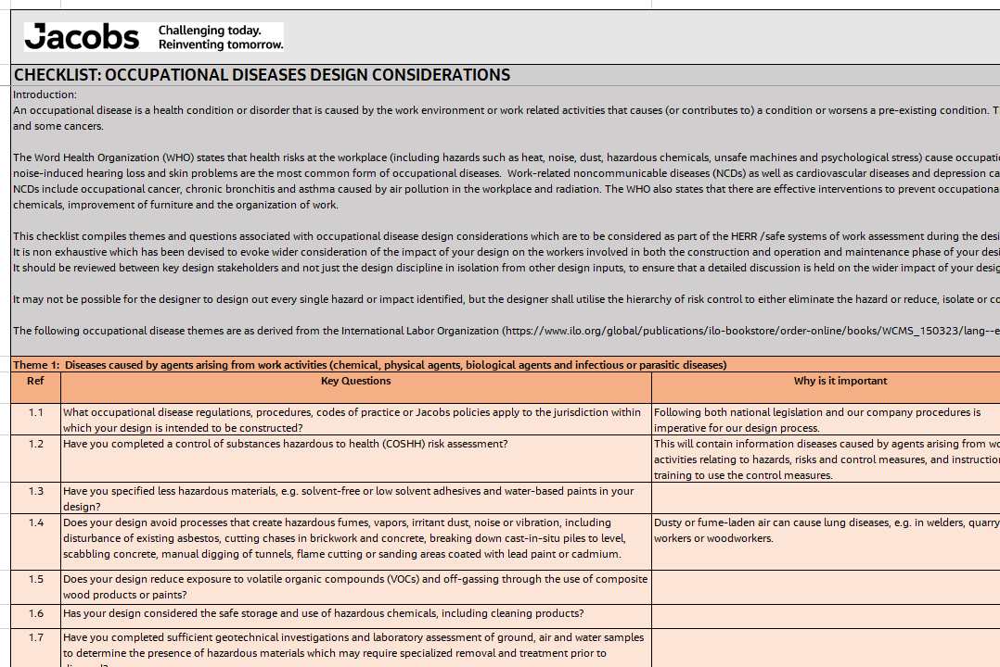 Jacobs
Challenging today.
Reinventing tomorrow.
CHECKLIST: OCCUPATIONAL DISEASES DESIGN CONSIDERATIONS
Introduction:
An occupational disease is a health condition or disorder that is caused by the work environment or work related activities that causes (or contributes to) a condition or worsens a pre-existing condition. T
and some cancers.
The Word Health Organization (WHO) states that health risks at the workplace (including hazards such as heat, noise, dust, hazardous chemicals, unsafe machines and psychological stress) cause occupati
noise-induced hearing loss and skin problems are the most common form of occupational diseases.  Work-related noncommunicable diseases (NCDs) as well as cardiovascular diseases and depression ca
NCDs include occupational cancer, chronic bronchitis and asthma caused by air pollution in the workplace and radiation. The WHO also states that there are effective interventions to prevent occupationa
chemicals, improvement of furniture and the organization of work.
This checklist compiles themes and questions associated with occupational disease design considerations which are to be considered as part of the HERR /safe systems of work assessment during the desi
It is non exhaustive which has been devised to evoke wider consideration of the impact of your design on the workers involved in both the construction and operation and maintenance phase of your desi
It should be reviewed between key design stakeholders and not just the design discipline in isolation from other design inputs, to ensure that a detailed discussion is held on the wider impact of your desig
It may not be possible for the designer to design out every single hazard or impact identified, but the designer shall utilise the hierarchy of risk control to either eliminate the hazard or reduce, isolate or co
The following occupational disease themes are as derived from the International Labor Organization (https://www.ilo.org/global/publications/ilo-bookstore/order-online/books/WCMS_150323/lang--e
Theme 1:  Diseases caused by agents arising from work activities (chemical, physical agents, biological agents and infectious or parasitic diseases)
Ref Key Questions Why is it important
1.1 What occupational disease regulations, procedures, codes of practice or Jacobs policies apply to the jurisdiction within
which your design is intended to be constructed?
Following both national legislation and our company procedures is
imperative for our design process.
1.2 Have you completed a control of substances hazardous to health (COSHH) risk assessment?
This will contain information diseases caused by agents arising from wo
activities relating to hazards, risks and control measures, and instruction
training to use the control measures.
1.3 Have you specified less hazardous materials, e.g. solvent-free or low solvent adhesives and water-based paints in your
design?
1.4 Does your design avoid processes that create hazardous fumes, vapors, irritant dust, noise or vibration, including
disturbance of existing asbestos, cutting chases in brickwork and concrete, breaking down cast-in-situ piles to level,
scabbling concrete, manual digging of tunnels, flame cutting or sanding areas coated with lead paint or cadmium.
Dusty or fume-laden air can cause lung diseases, e.g. in welders, quarry
workers or woodworkers.
1.5 Does your design reduce exposure to volatile organic compounds (VOCs) and off-gassing through the use of composite
wood products or paints?
1.6 Has your design considered the safe storage and use of hazardous chemicals, including cleaning products?
1.7 Have you completed sufficient geotechnical investigations and laboratory assessment of ground, air and water samples
to determine the presence of hazardous materials which may require specialized removal and treatment prior to